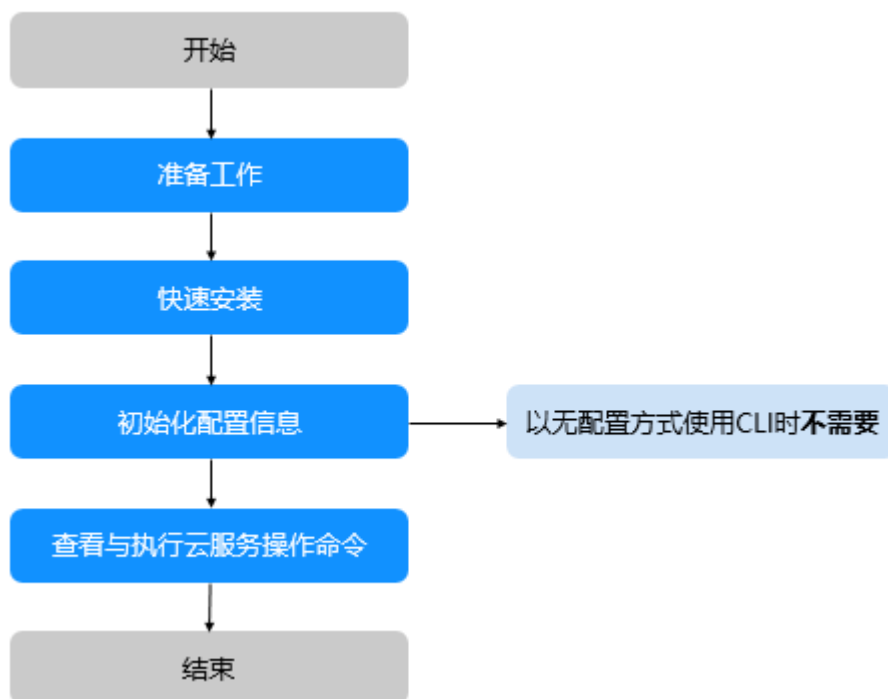 开始
准备工作
快速安装
初始化配置信息
以无配置方式使用CLI时不需要
查看与执行云服务操作命令
结束